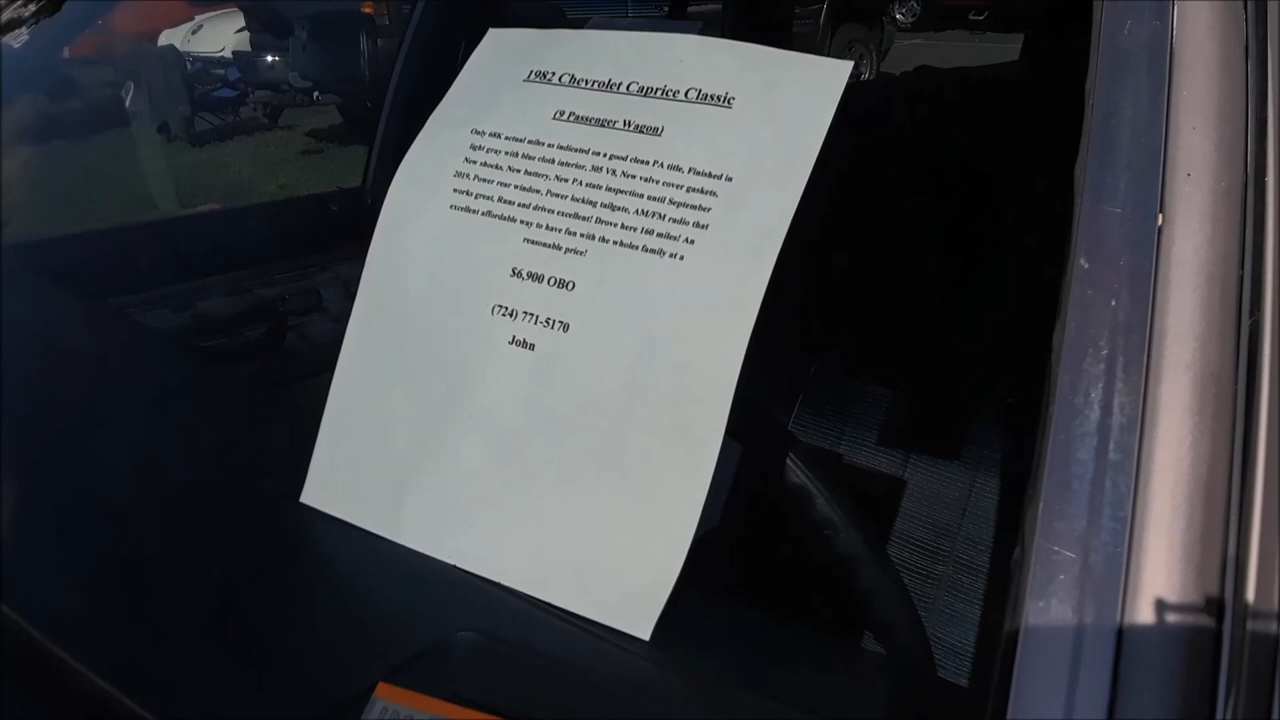 1982 Chevrolet Caprice Classic
(9 Passenger Wagon)
Only 68K actual miles as indicated on a good clean PA title, Finished in
light gray with blue cloth interior, 305 V8, New valve cover gaskets,
New shocks, New battery, New PA state inspection until September
2019, Power rear window, Power locking tailgate, AM/FM radio that
works great, Runs and drives excellent! Drove here 160 miles! An
excellent affordable way to have fun with the wholes family at a
reasonable price!
$6,900 OBO
(724) 771-5170
John